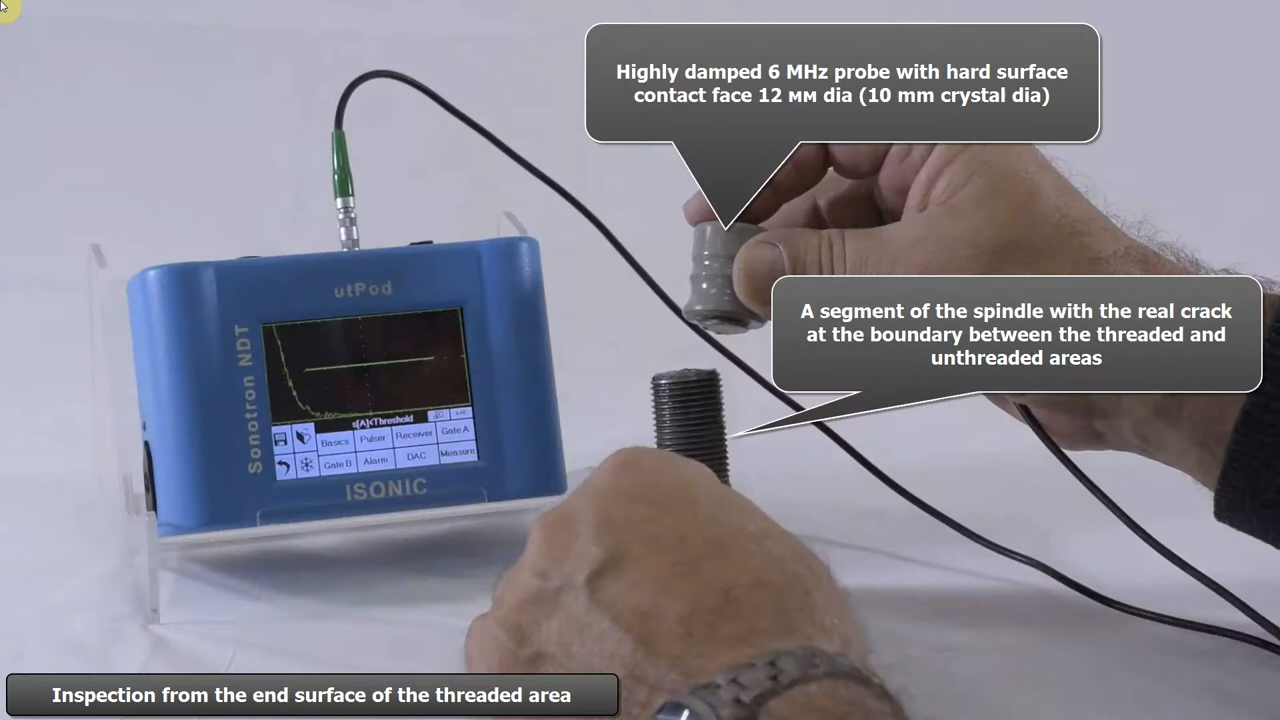 Highly damped 6 MHz probe with hard surface
contact face 12 мм dia (10 mm crystal dia)
A segment of the spindle with the real crack
at the boundary between the threaded and
unthreaded areas
utPod
Sonotron NDT
s[A]<Threshold
Basics Pulser Receiver Gate A
Gate B Alarm DAC Measure
ISONIC
Inspection from the end surface of the threaded area